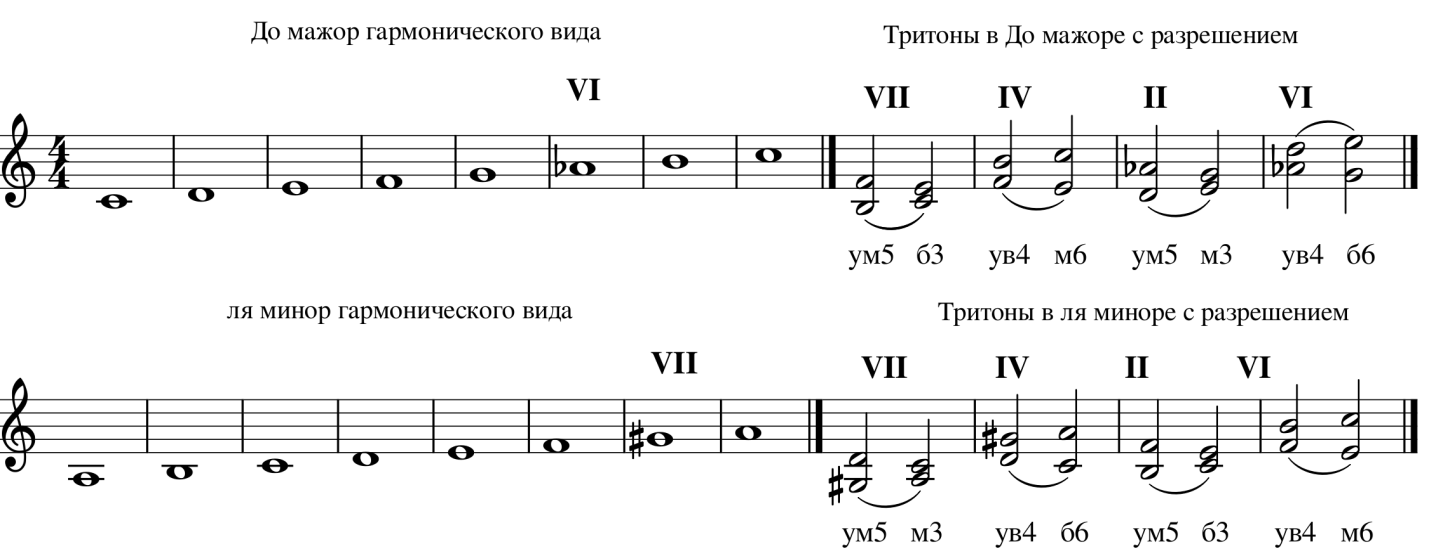 До мажор гармонического вида
Тритоны в До мажоре с разрешением
VI
VII IV II VI
4
4
ум5 б3 ув4 м6 ум5 м3 ув4 б6
ля минор гармонического вида
Тритоны в ля миноре с разрешением
VII
VII IV II VI
ум5 м3 ув4 б6 ум5 б3 ув4 м6